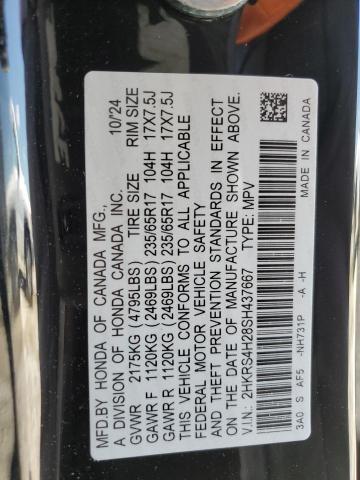 MFD.BY HONDA OF CANADA MFG.,
A DIVISION OF HONDA CANADA INC. 10/'24
GVWR 2175KG (4795LBS) TIRE SIZE RIM SIZE
GAWR F 1120KG (2469LBS) 235/65R17 104H 17X7.5J
GAWR R 1120KG (2469LBS) 235/65R17 104H 17X7.5J
THIS VEHICLE CONFORMS TO ALL APPLICABLE
FEDERAL MOTOR VEHICLE SAFETY AND
THEFT PREVENTION STANDARDS IN EFFECT
ON THE DATE OF MANUFACTURE SHOWN ABOVE.
V.I.N.: 2HKRS4H28SH437667 TYPE: MPV
3A0 S AF5 -NH731P -A -H MADE IN CANADA